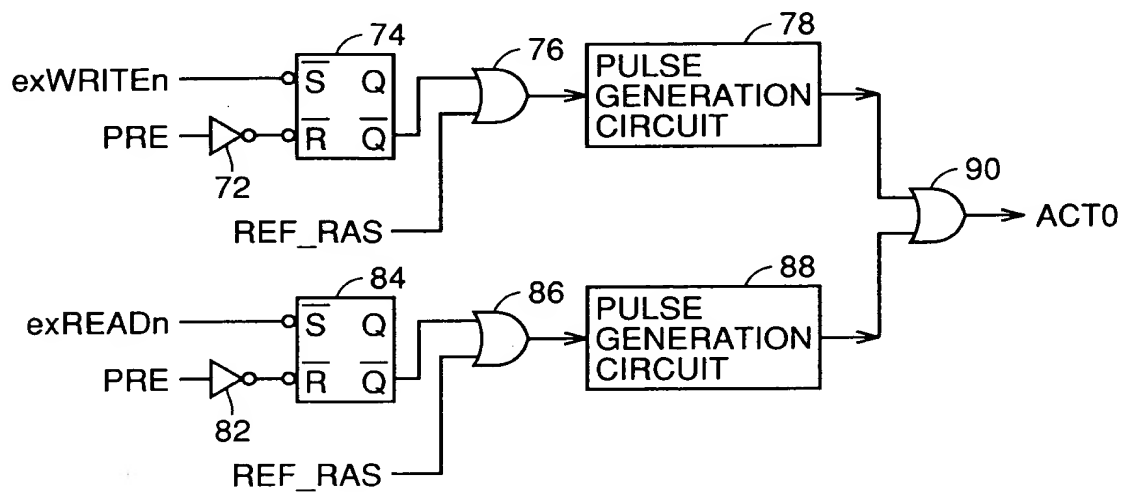 74
76
78
exWRITEn
S̅ Q
PULSE
GENERATION
CIRCUIT
PRE
R̅ Q̅
72
90
REF_RAS
ACT0
84
86
88
exREADn
S̅ Q
PULSE
GENERATION
CIRCUIT
PRE
R̅ Q̅
82
REF_RAS